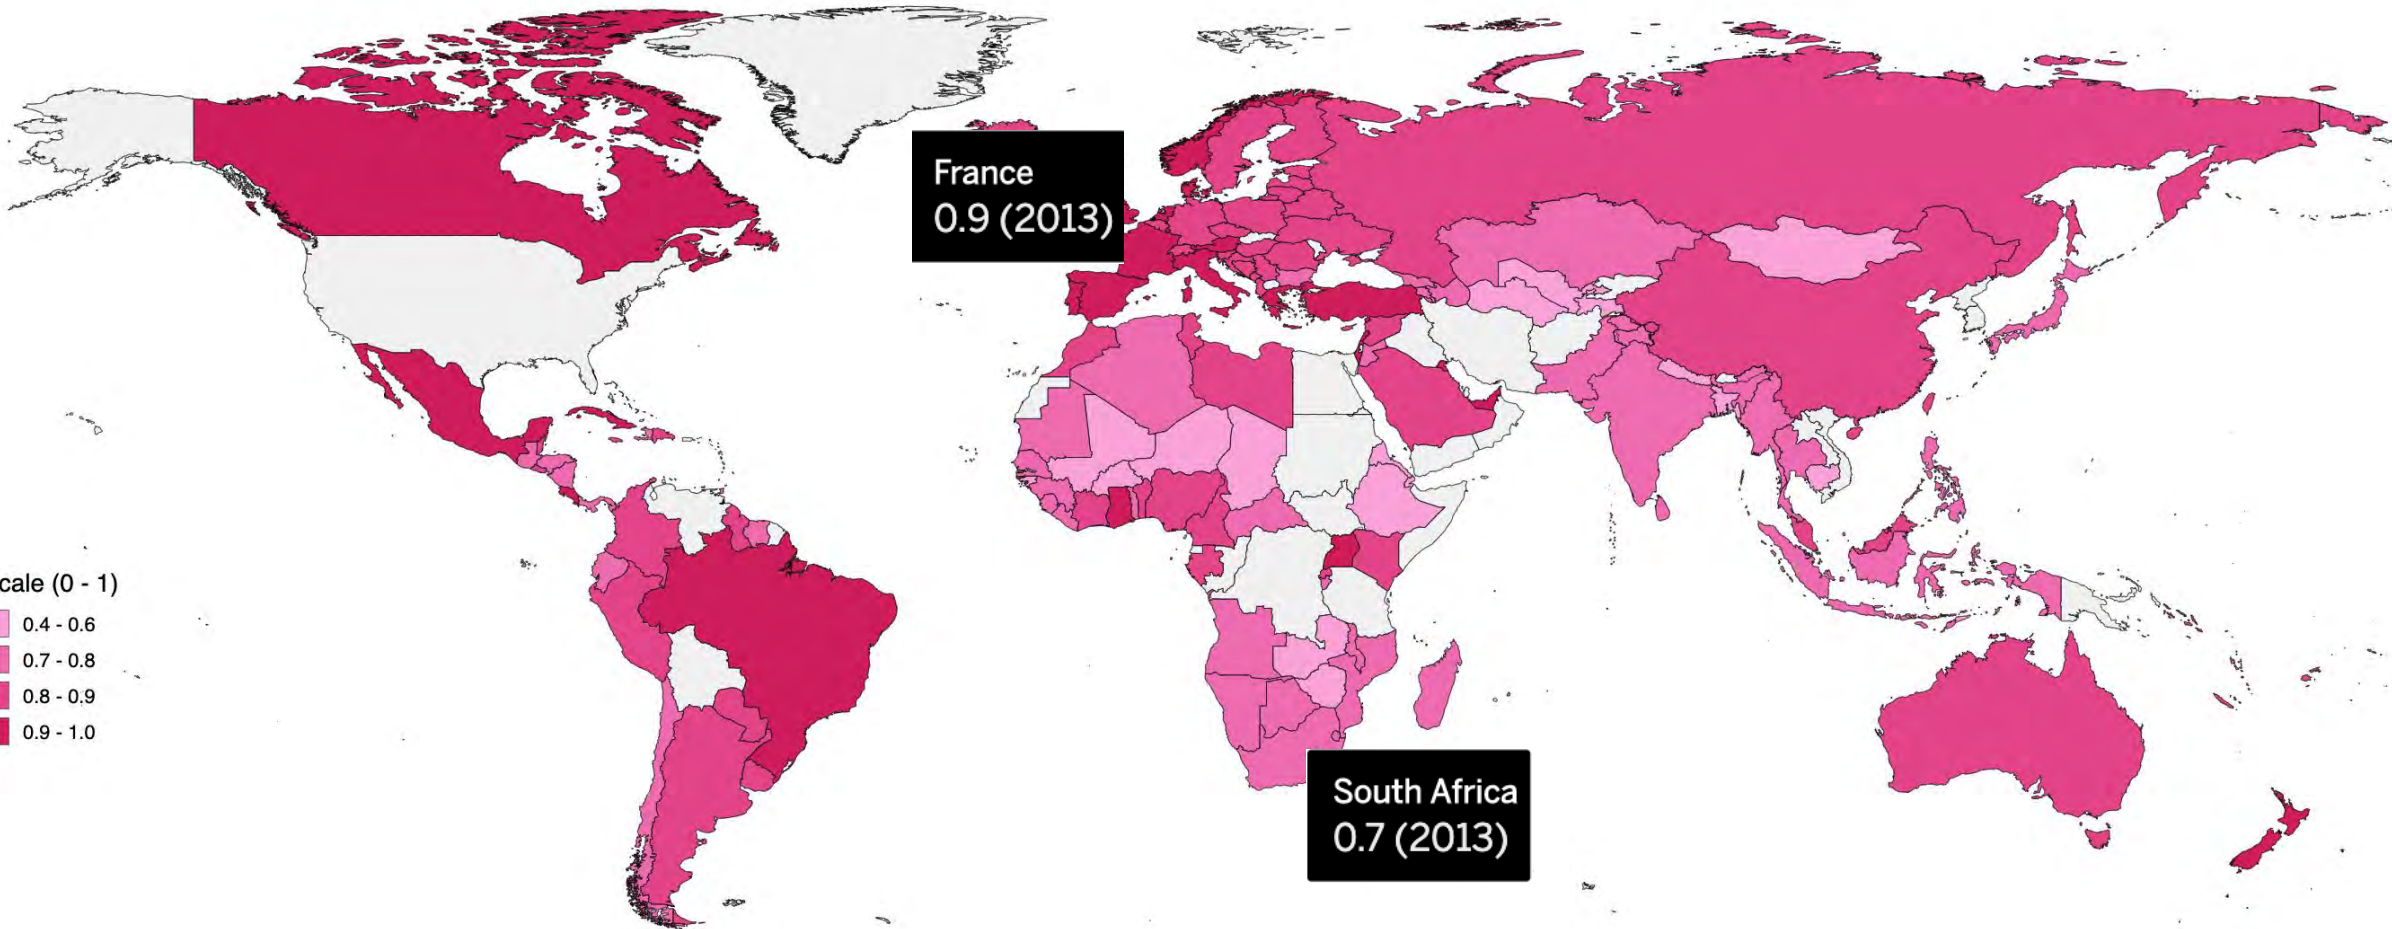 France
0.9 (2013)
cale (0 - 1)
0.4 - 0.6
0.7 - 0.8
0.8 - 0.9
0.9 - 1.0
South Africa
0.7 (2013)